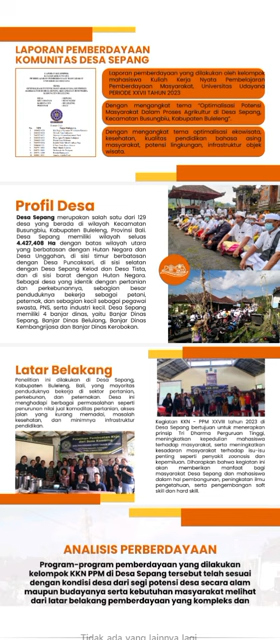 LAPORAN PEMBERDAYAAN
KOMUNITAS DESA SEPANG
Laporan pemberdayaan yang dilakukan oleh kelompok
mahasiswa Kerja Nyata Pembelajaran
Pemberdayaan Masyarakat, Universitas Udayana
PERIODE XXVII TAHUN 2023
Dengan mengangkat tema "Optimalisasi Potensi
Masyarakat Dalam Proses Agrikultur di Desa Sepang,
Kecamatan Busungbiu, Kabupaten Buleleng".
Dengan mengangkat tema optimalisasi ekowisata,
kesehatan, kualitas pendidikan bahasa asing
masyarakat, potensi lingkungan, infrastruktur objek
wisata.
Profil Desa
Desa Sepang merupakan salah satu dari 129
desa yang berada di wilayah Kecamatan
Busungbiu, Kabupaten Buleleng, Provinsi Bali.
Desa Sepang memiliki wilayah seluas
4.427,408 Ha dengan batas wilayah utara
yang berbatasan dengan Hutan Negara dan
Desa Unggahan, di sisi timur berbatasan
dengan Desa Puncaksari, di sisi selatan
dengan Desa Sepang Kelod dan Desa Tista,
dan di sisi barat dengan Hutan Negara.
Sebagai desa yang identik dengan pertanian
dan perkebunannya, sebagian besar
penduduknya bekerja sebagai petani,
peternak, dan sebagian kecil sebagai pegawai
swasta, PNS, serta industri kecil. Desa Sepang
memiliki 4 banjar dinas, yaitu Banjar Dinas
Sepang, Banjar Dinas Belulang, Banjar Dinas
Kembangrijasa dan Banjar Dinas Kerobokan.
Latar Belakang
Penelitian ini dilakukan di Desa Sepang,
Kabupaten Buleleng, Bali, yang mayoritas
penduduknya bekerja di sektor pertanian,
perkebunan, dan peternakan. Desa ini
menghadapi berbagai permasalahan seperti
penurunan nilai jual komoditas pertanian, akses
jalan yang kurang memadai, masalah
kesehatan, dan minimnya infrastruktur
pendidikan.
Kegiatan KKN - PPM XXVII tahun 2023 di
Desa Sepang bertujuan untuk menerapkan
prinsip Tri Dharma Perguruan Tinggi,
meningkatkan kepedulian mahasiswa
terhadap masyarakat, serta meningkatkan
kesadaran masyarakat terhadap isu-isu
penting seperti penyakit zoonosis dan
kepemudaan. Diharapkan bahwa kegiatan ini
akan memberikan manfaat bagi
masyarakat Desa Sepang dan mahasiswa
dalam hal pembangunan, peningkatan ilmu
pengetahuan, serta pengembangan soft
skill dan hard skill.
ANALISIS PERBERDAYAAN
Program-program pemberdayaan yang dilakukan
kelompok KKN PPM di Desa Sepang tersebut telah sesuai
dengan kondisi desa dari segi potensi desa secara alam
maupun budayanya serta kebutuhan masyarakat melihat
dari latar belakang pemberdayaan yang kompleks dan
Tidak ada yang lainnya lagi